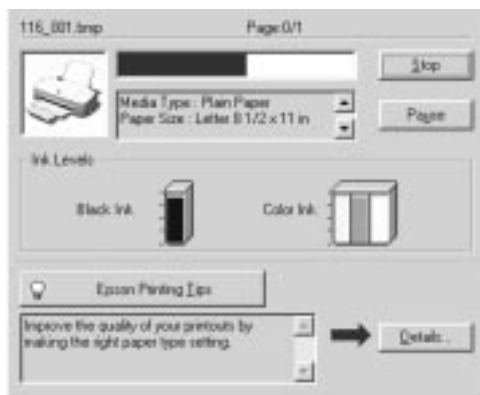 116_001.bmp
Page:0/1
Stop
Media Type : Plain Paper
Paper Size : Letter 8 1/2 x 11 in
Pause
Ink Levels
Black Ink
Color Ink
Epson Printing Tips
Improve the quality of your printouts by
making the right paper type setting.
Details...